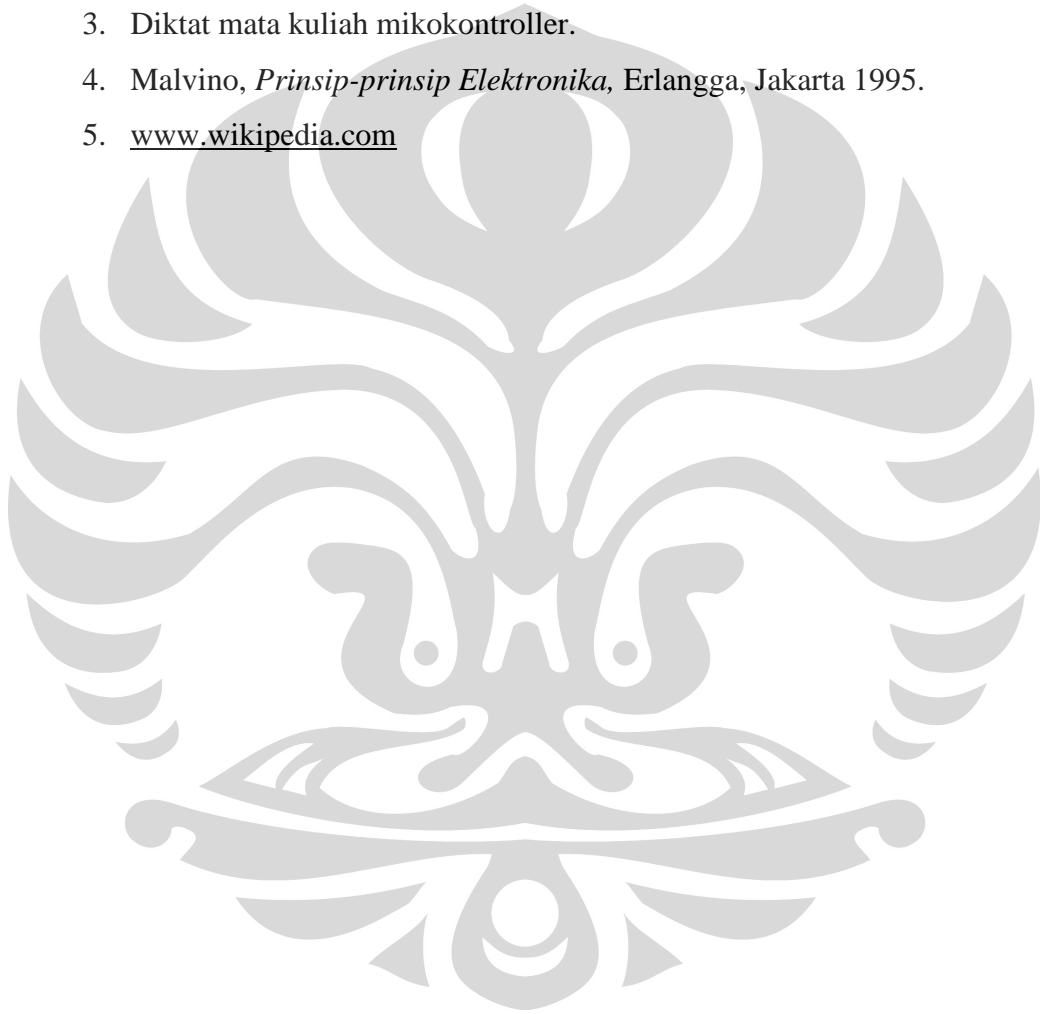 3. Diktat mata kuliah mikokontroller.
4. Malvino, Prinsip-prinsip Elektronika, Erlangga, Jakarta 1995.
5. www.wikipedia.com